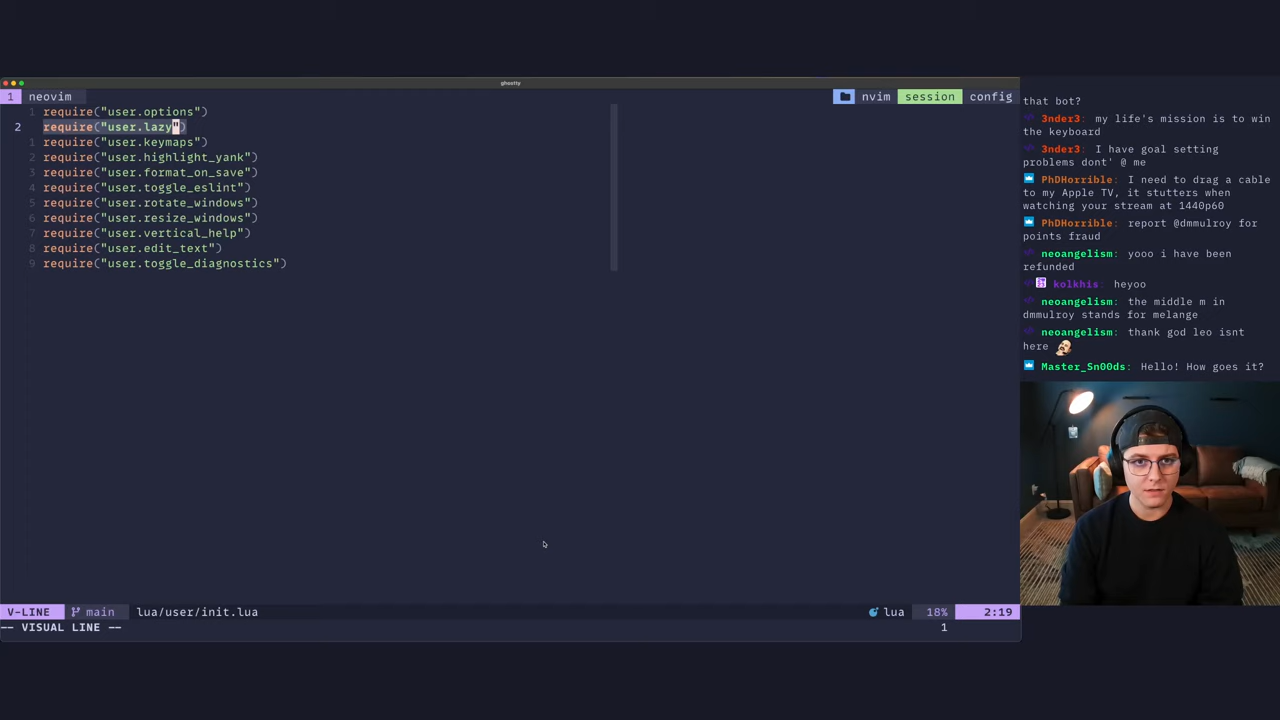 ghostty
1 neovim
nvim session config
1 require("user.options")
2 require("user.lazy")
1 require("user.keymaps")
2 require("user.highlight_yank")
3 require("user.format_on_save")
4 require("user.toggle_eslint")
5 require("user.rotate_windows")
6 require("user.resize_windows")
7 require("user.vertical_help")
8 require("user.edit_text")
9 require("user.toggle_diagnostics")
V-LINE main lua/user/init.lua lua 18% 2:19
-- VISUAL LINE -- 1
that bot?
3nder3: my life's mission is to win
the keyboard
3nder3: I have goal setting
problems dont' @ me
PhDHorrible: I need to drag a cable
to my Apple TV, it stutters when
watching your stream at 1440p60
PhDHorrible: report @dmmulroy for
points fraud
neoangelism: yooo i have been
refunded
kolkhis: heyoo
neoangelism: the middle m in
dmmulroy stands for melange
neoangelism: thank god leo isnt
here
Master_Sn00ds: Hello! How goes it?